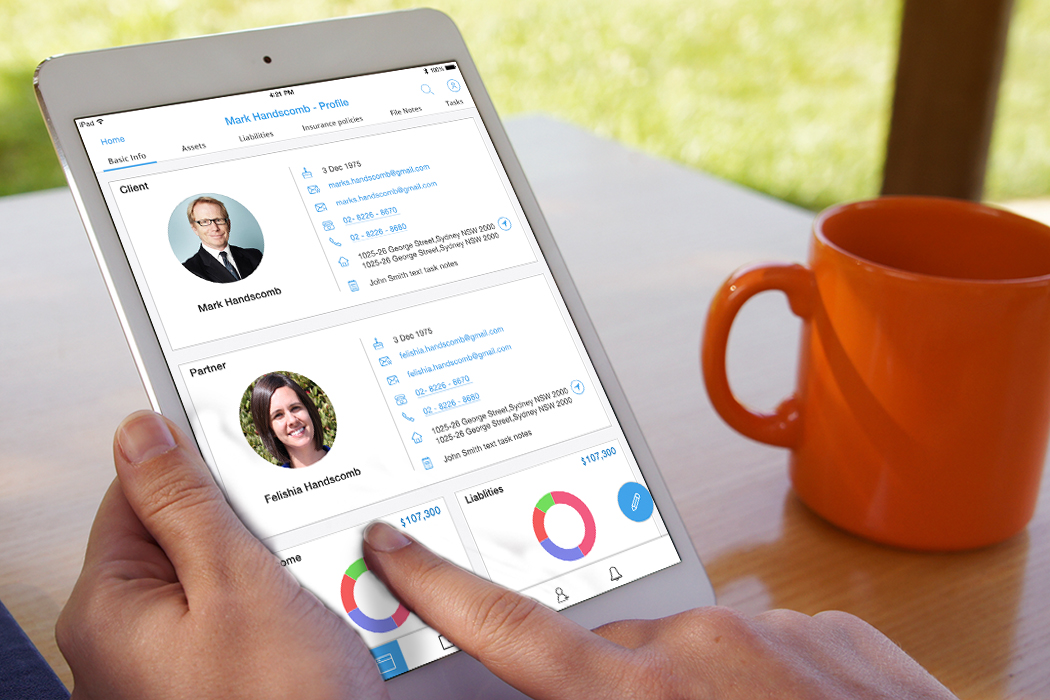 iPad
4:21 PM
100%
Home
Mark Handscomb - Profile
Basic Info
Assets
Liabilities
Insurance policies
File Notes
Tasks
Client
3 Dec 1975
marks.handscomb@gmail.com
marks.handscomb@gmail.com
02- 8226 - 8670
02 - 8226 - 8680
1025-26 George Street,Sydney NSW 2000
1025-26 George Street,Sydney NSW 2000
John Smith text task notes
Mark Handscomb
Partner
3 Dec 1975
felishia.handscomb@gmail.com
felishia.handscomb@gmail.com
02- 8226 - 8670
02 - 8226 - 8680
1025-26 George Street,Sydney NSW 2000
1025-26 George Street,Sydney NSW 2000
John Smith text task notes
Felishia Handscomb
ome
$107,300
Liablities
$107,300